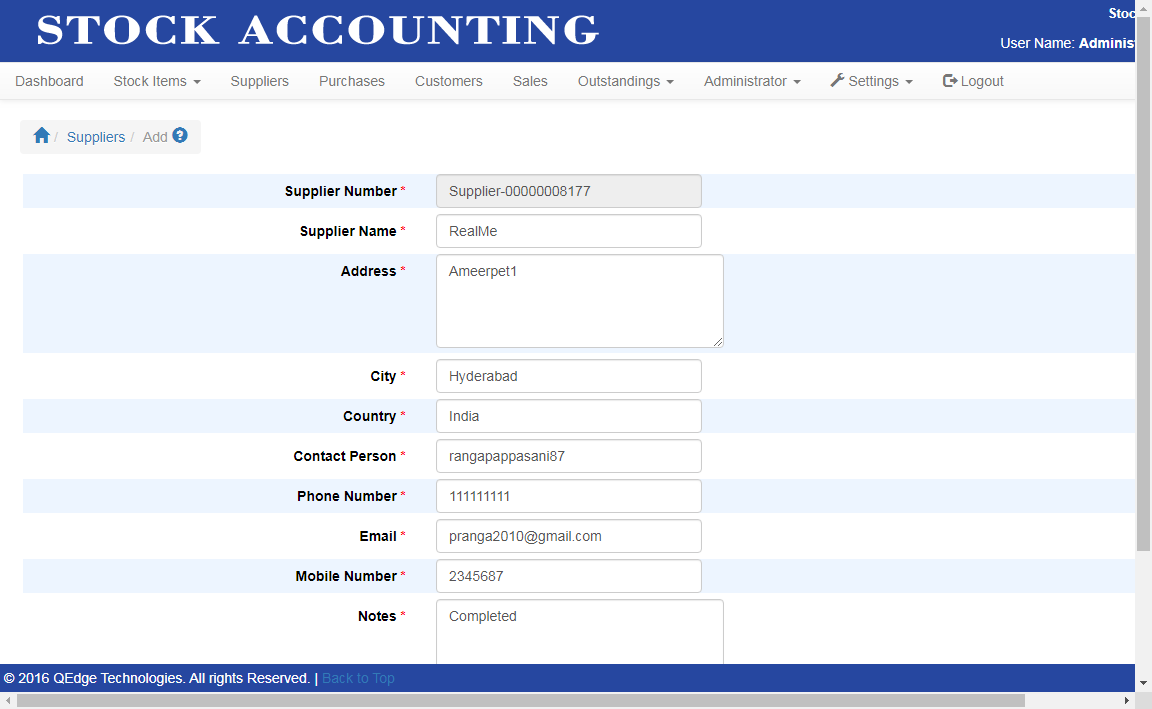 STOCK ACCOUNTING
Stoc
User Name: Adminis
Dashboard Stock Items Suppliers Purchases Customers Sales Outstandings Administrator Settings Logout
/ Suppliers / Add ?
Supplier Number * Supplier-00000008177
Supplier Name * RealMe
Address * Ameerpet1
City * Hyderabad
Country * India
Contact Person * rangapappasani87
Phone Number * 111111111
Email * pranga2010@gmail.com
Mobile Number * 2345687
Notes * Completed
© 2016 QEdge Technologies. All rights Reserved. | Back to Top